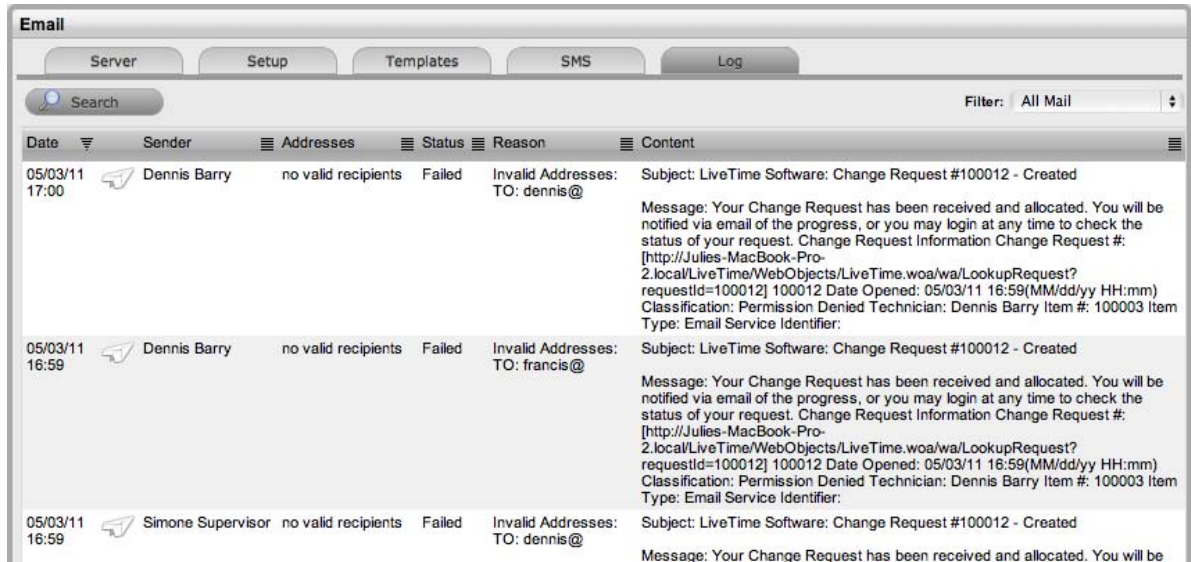 Email
Server Setup Templates SMS Log
Search Filter: All Mail
Date Sender Addresses Status Reason Content
05/03/11 Dennis Barry no valid recipients Failed Invalid Addresses: Subject: LiveTime Software: Change Request #100012 - Created
17:00 TO: dennis@
Message: Your Change Request has been received and allocated. You will be
notified via email of the progress, or you may login at any time to check the
status of your request. Change Request Information Change Request #:
[http://Julies-MacBook-Pro-
2.local/LiveTime/WebObjects/LiveTime.woa/wa/LookupRequest?
requestId=100012] 100012 Date Opened: 05/03/11 16:59(MM/dd/yy HH:mm)
Classification: Permission Denied Technician: Dennis Barry Item #: 100003 Item
Type: Email Service Identifier:
05/03/11 Dennis Barry no valid recipients Failed Invalid Addresses: Subject: LiveTime Software: Change Request #100012 - Created
16:59 TO: francis@
Message: Your Change Request has been received and allocated. You will be
notified via email of the progress, or you may login at any time to check the
status of your request. Change Request Information Change Request #:
[http://Julies-MacBook-Pro-
2.local/LiveTime/WebObjects/LiveTime.woa/wa/LookupRequest?
requestId=100012] 100012 Date Opened: 05/03/11 16:59(MM/dd/yy HH:mm)
Classification: Permission Denied Technician: Dennis Barry Item #: 100003 Item
Type: Email Service Identifier:
05/03/11 Simone Supervisor no valid recipients Failed Invalid Addresses: Subject: LiveTime Software: Change Request #100012 - Created
16:59 TO: dennis@
Message: Your Change Request has been received and allocated. You will be